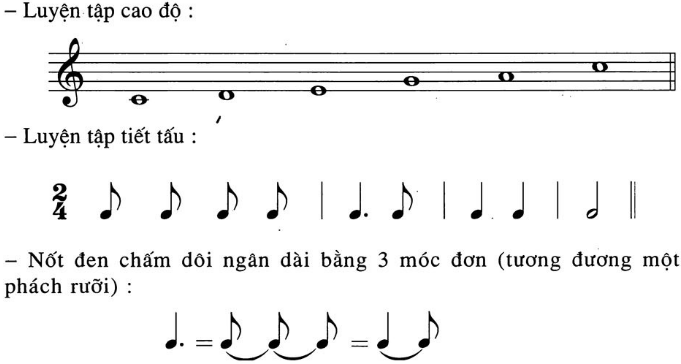 – Luyện tập cao độ :
– Luyện tập tiết tấu :
2
4
– Nốt đen chấm dôi ngân dài bằng 3 móc đơn (tương đương một
phách rưỡi) :
= =